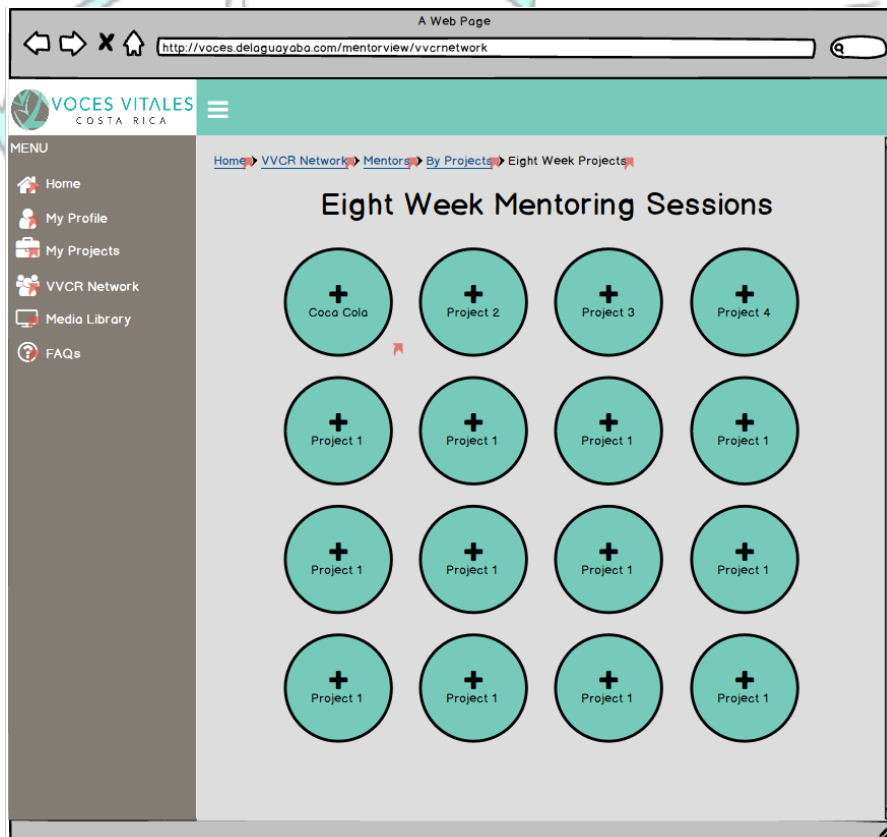 A Web Page
http://voces.delaguayaba.com/mentorview/vvcrnetwork
VOCES VITALES
COSTA RICA
MENU
Home
My Profile
My Projects
VVCR Network
Media Library
FAQs
Home VVCR Network Mentors By Projects Eight Week Projects
Eight Week Mentoring Sessions
Coca Cola Project 2 Project 3 Project 4
Project 1 Project 1 Project 1 Project 1
Project 1 Project 1 Project 1 Project 1
Project 1 Project 1 Project 1 Project 1